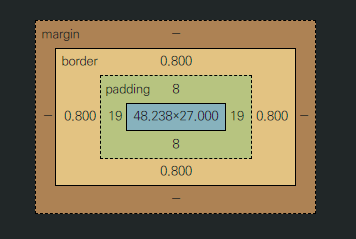 margin –
border 0.800
padding 8
– 0.800 19 48.238×27.000 19 0.800 –
8
0.800
–